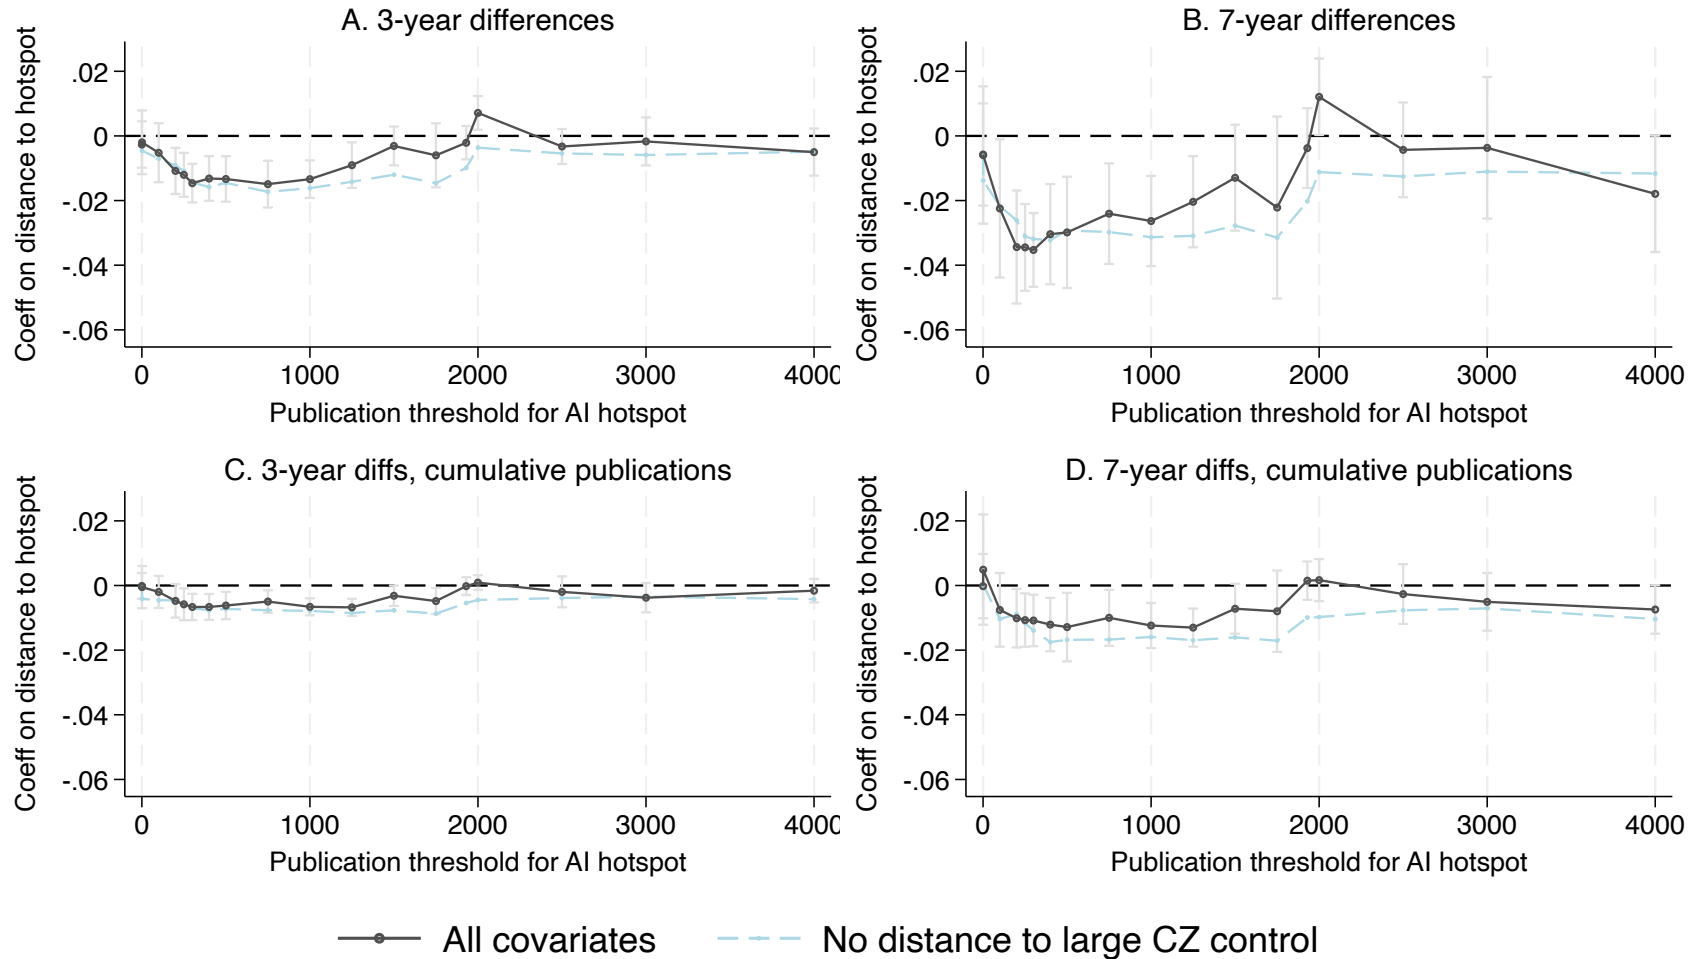 A. 3-year differences
Coeff on distance to hotspot
.02
0
-.02
-.04
-.06
0 1000 2000 3000 4000
Publication threshold for AI hotspot
B. 7-year differences
Coeff on distance to hotspot
.02
0
-.02
-.04
-.06
0 1000 2000 3000 4000
Publication threshold for AI hotspot
C. 3-year diffs, cumulative publications
Coeff on distance to hotspot
.02
0
-.02
-.04
-.06
0 1000 2000 3000 4000
Publication threshold for AI hotspot
D. 7-year diffs, cumulative publications
Coeff on distance to hotspot
.02
0
-.02
-.04
-.06
0 1000 2000 3000 4000
Publication threshold for AI hotspot
All covariates No distance to large CZ control